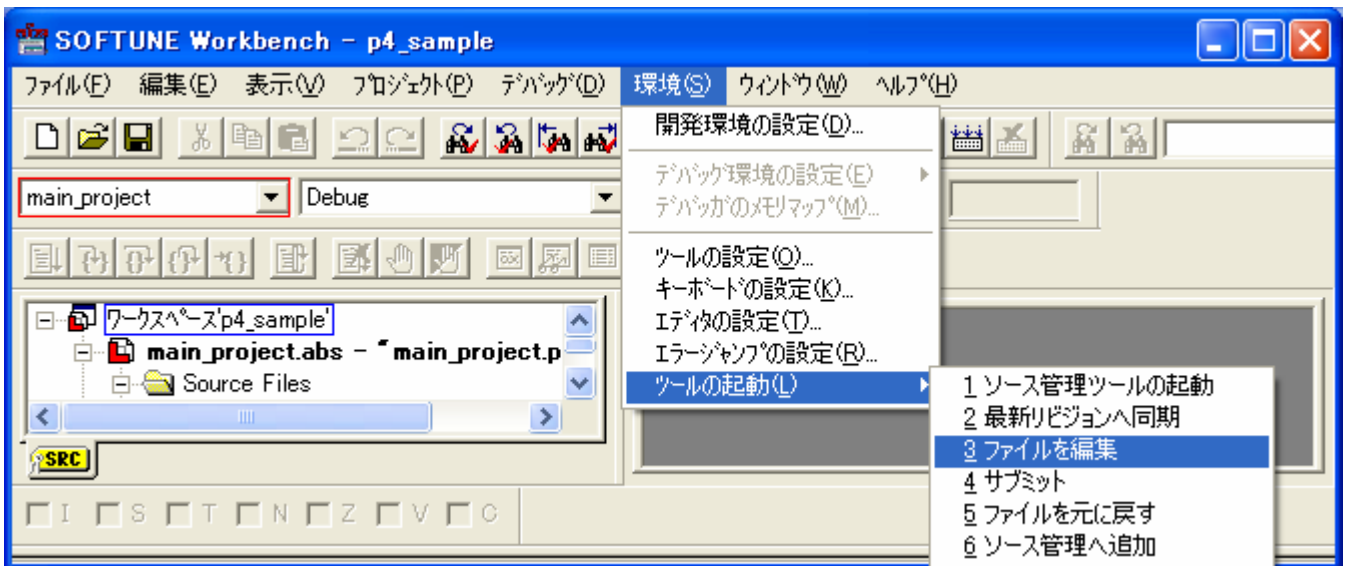 SOFTUNE Workbench - p4_sample
ﾌｧｲﾙ(F) 編集(E) 表示(V) ﾌﾟﾛｼﾞｪｸﾄ(P) ﾃﾞﾊﾞｯｸﾞ(D) 環境(S) ｳｨﾝﾄﾞｳ(W) ﾍﾙﾌﾟ(H)
開発環境の設定(D)...
ﾃﾞﾊﾞｯｸﾞ環境の設定(E)
ﾃﾞﾊﾞｯｶﾞのﾒﾓﾘﾏｯﾌﾟ(M)...
main_project Debug
ﾂｰﾙの設定(O)...
ｷｰﾎﾞｰﾄﾞの設定(K)...
ｴﾃﾞｨﾀの設定(T)...
ｴﾗｰｼﾞｬﾝﾌﾟの設定(R)...
ﾂｰﾙの起動(L)
ﾜｰｸｽﾍﾟｰｽ'p4_sample'
main_project.abs - "main_project.p
Source Files
SRC
1 ソース管理ツールの起動
2 最新リビジョンへ同期
3 ファイルを編集
4 サブミット
5 ファイルを元に戻す
6 ソース管理へ追加
I S T N Z V C